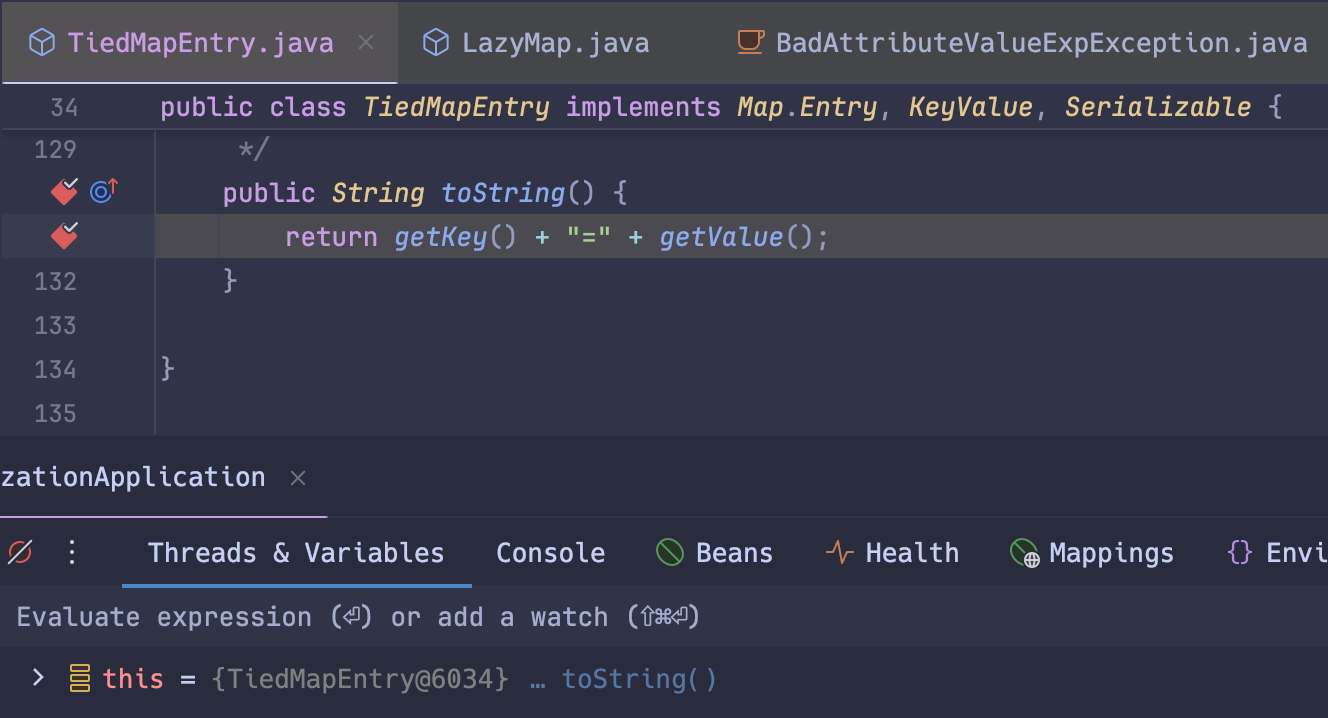 TiedMapEntry.java × LazyMap.java BadAttributeValueExpException.java
34 public class TiedMapEntry implements Map.Entry, KeyValue, Serializable {
129 */
public String toString() {
return getKey() + "=" + getValue();
132 }
133
134 }
135
zationApplication ×
Threads & Variables Console Beans Health Mappings {} Envi
Evaluate expression (⏎) or add a watch (⇧⌘⏎)
> this = {TiedMapEntry@6034} … toString()